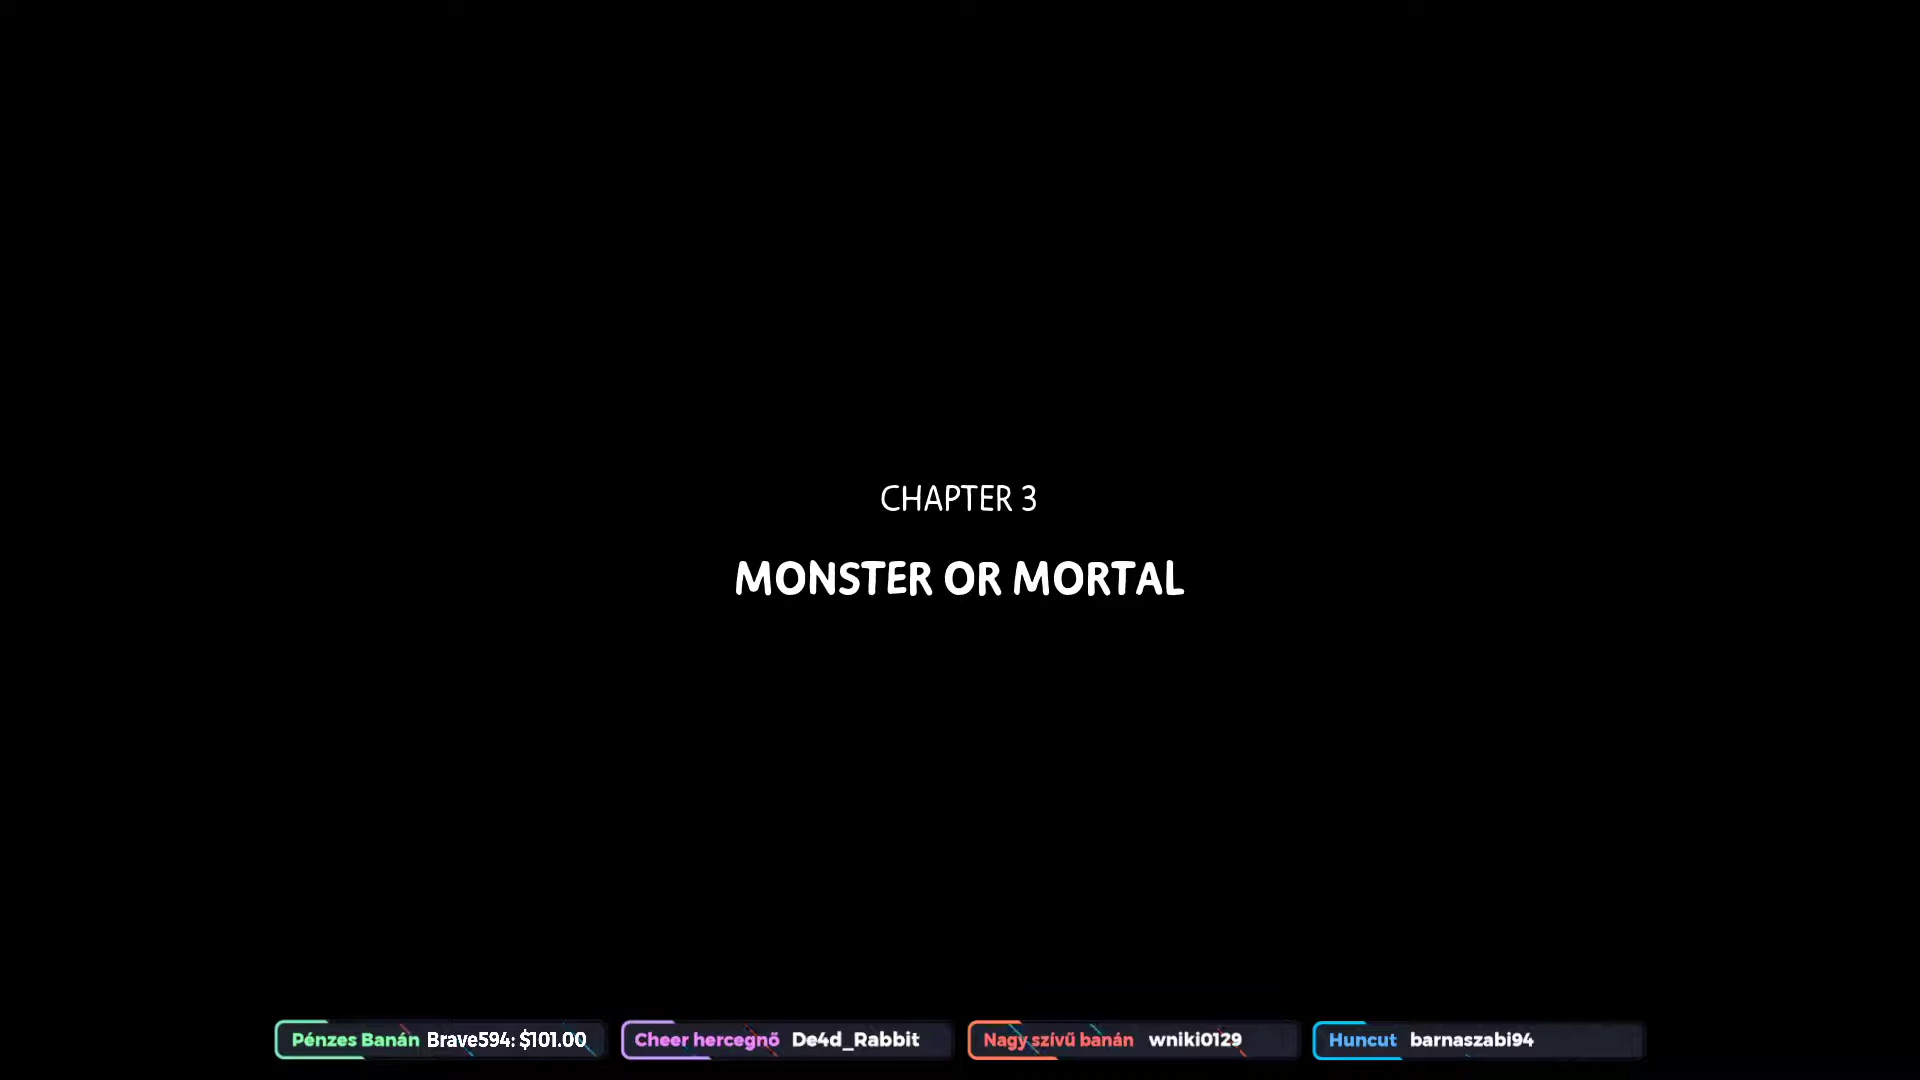 CHAPTER 3
MONSTER OR MORTAL
Pénzes Banán Brave594: $101.00 Cheer hercegnő De4d_Rabbit Nagy szívű banán wniki0129 Huncut barnaszabi94